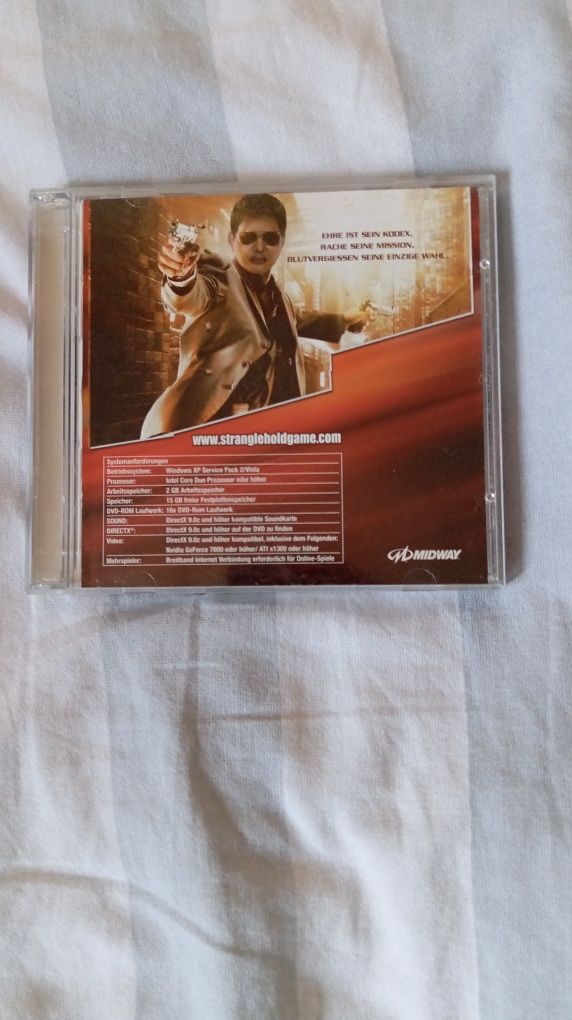 EHRE IST SEIN KODEX,
RACHE SEINE MISSION,
BLUTVERGIESSEN SEINE EINZIGE WAHL.
www.strangleholdgame.com
Systemanforderungen
Betriebssystem: Windows XP Service Pack 2/Vista
Prozessor: Intel Core Duo Prozessor oder höher
Arbeitsspeicher: 2 GB Arbeitsspeicher
Speicher: 15 GB freier Festplattenspeicher
DVD-ROM Laufwerk: 16x DVD-Rom Laufwerk
SOUND: DirectX 9.0c und höher kompatible Soundkarte
DIRECTX®: DirectX 9.0c und höher auf der DVD zu finden
Video: DirectX 9.0c und höher kompatibel, inklusive dem Folgenden:
Nvidia GeForce 7800 oder höher/ ATI x1300 oder höher
Mehrspieler: Breitband Internet Verbindung erforderlich für Online-Spiele
MIDWAY